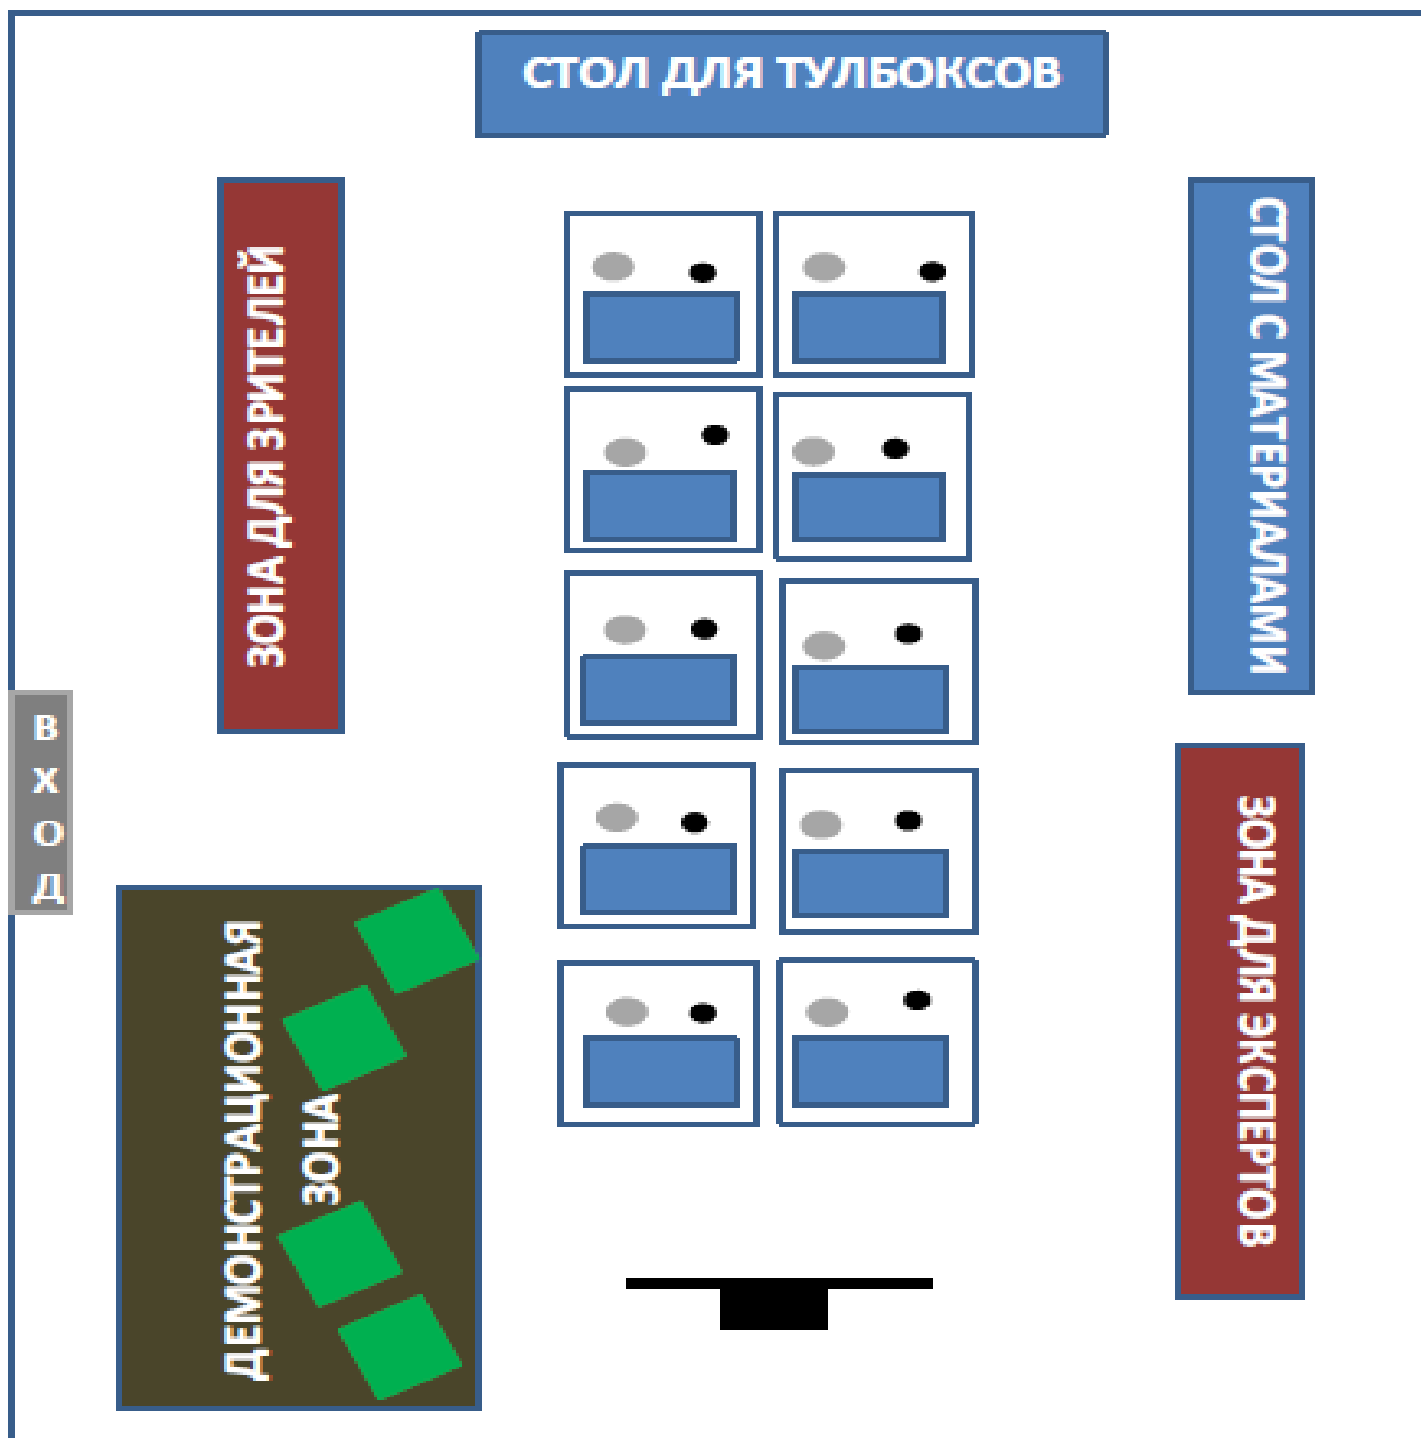 СТОЛ ДЛЯ ТУЛБОКСОВ
ЗОНА ДЛЯ ЗРИТЕЛЕЙ
СТОЛ С МАТЕРИАЛАМИ
ВХОД
ЗОНА ДЛЯ ЭКСПЕРТОВ
ДЕМОНСТРАЦИОННАЯ
ЗОНА